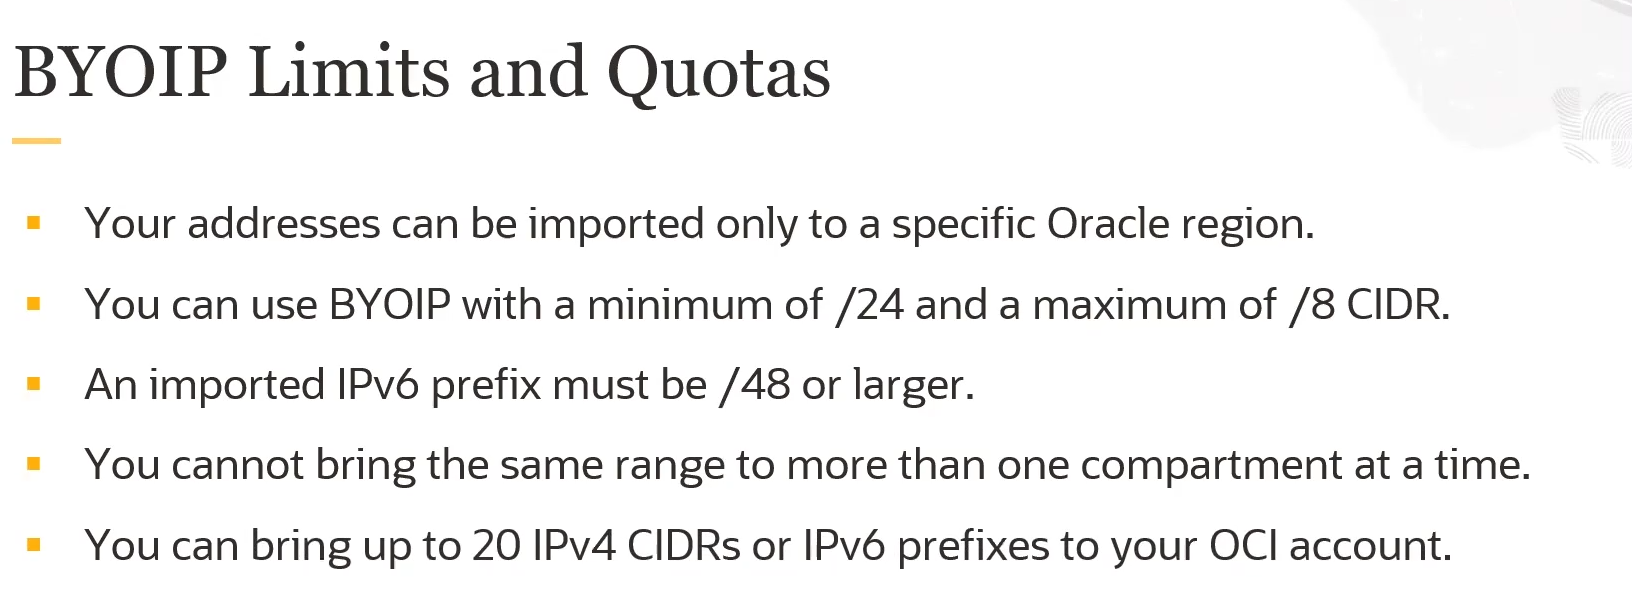 BYOIP Limits and Quotas
Your addresses can be imported only to a specific Oracle region.
You can use BYOIP with a minimum of /24 and a maximum of /8 CIDR.
An imported IPv6 prefix must be /48 or larger.
You cannot bring the same range to more than one compartment at a time.
You can bring up to 20 IPv4 CIDRs or IPv6 prefixes to your OCI account.